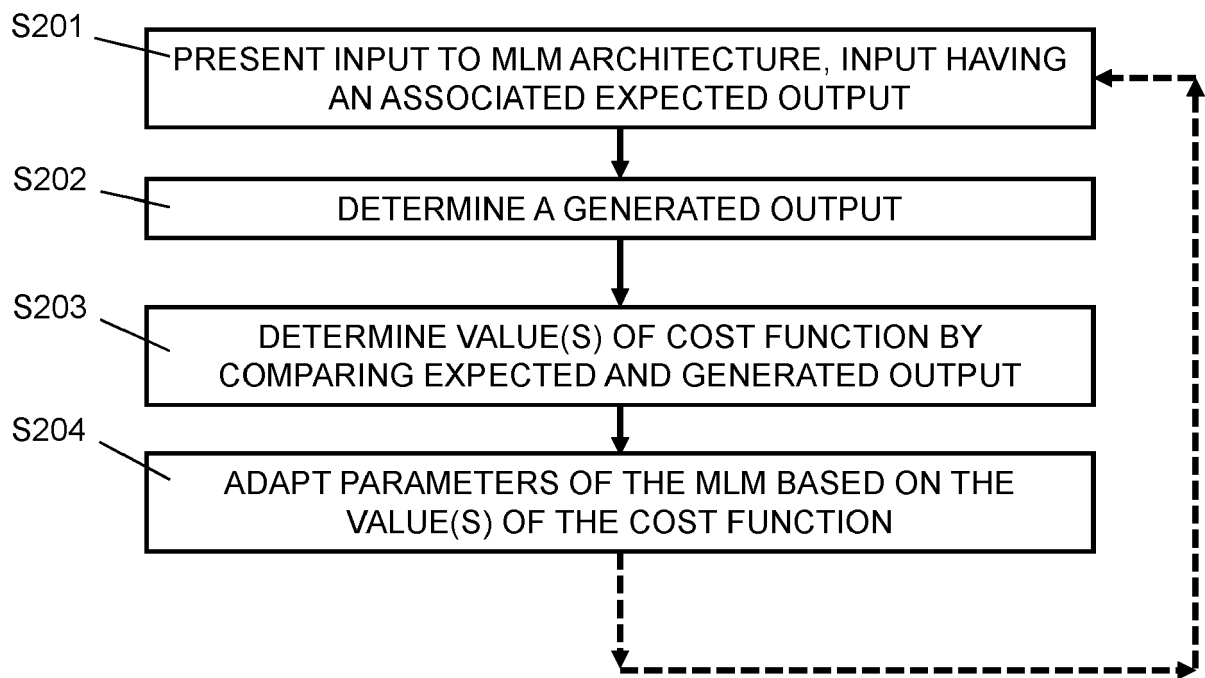 S201
PRESENT INPUT TO MLM ARCHITECTURE, INPUT HAVING
AN ASSOCIATED EXPECTED OUTPUT
S202
DETERMINE A GENERATED OUTPUT
S203
DETERMINE VALUE(S) OF COST FUNCTION BY
COMPARING EXPECTED AND GENERATED OUTPUT
S204
ADAPT PARAMETERS OF THE MLM BASED ON THE
VALUE(S) OF THE COST FUNCTION